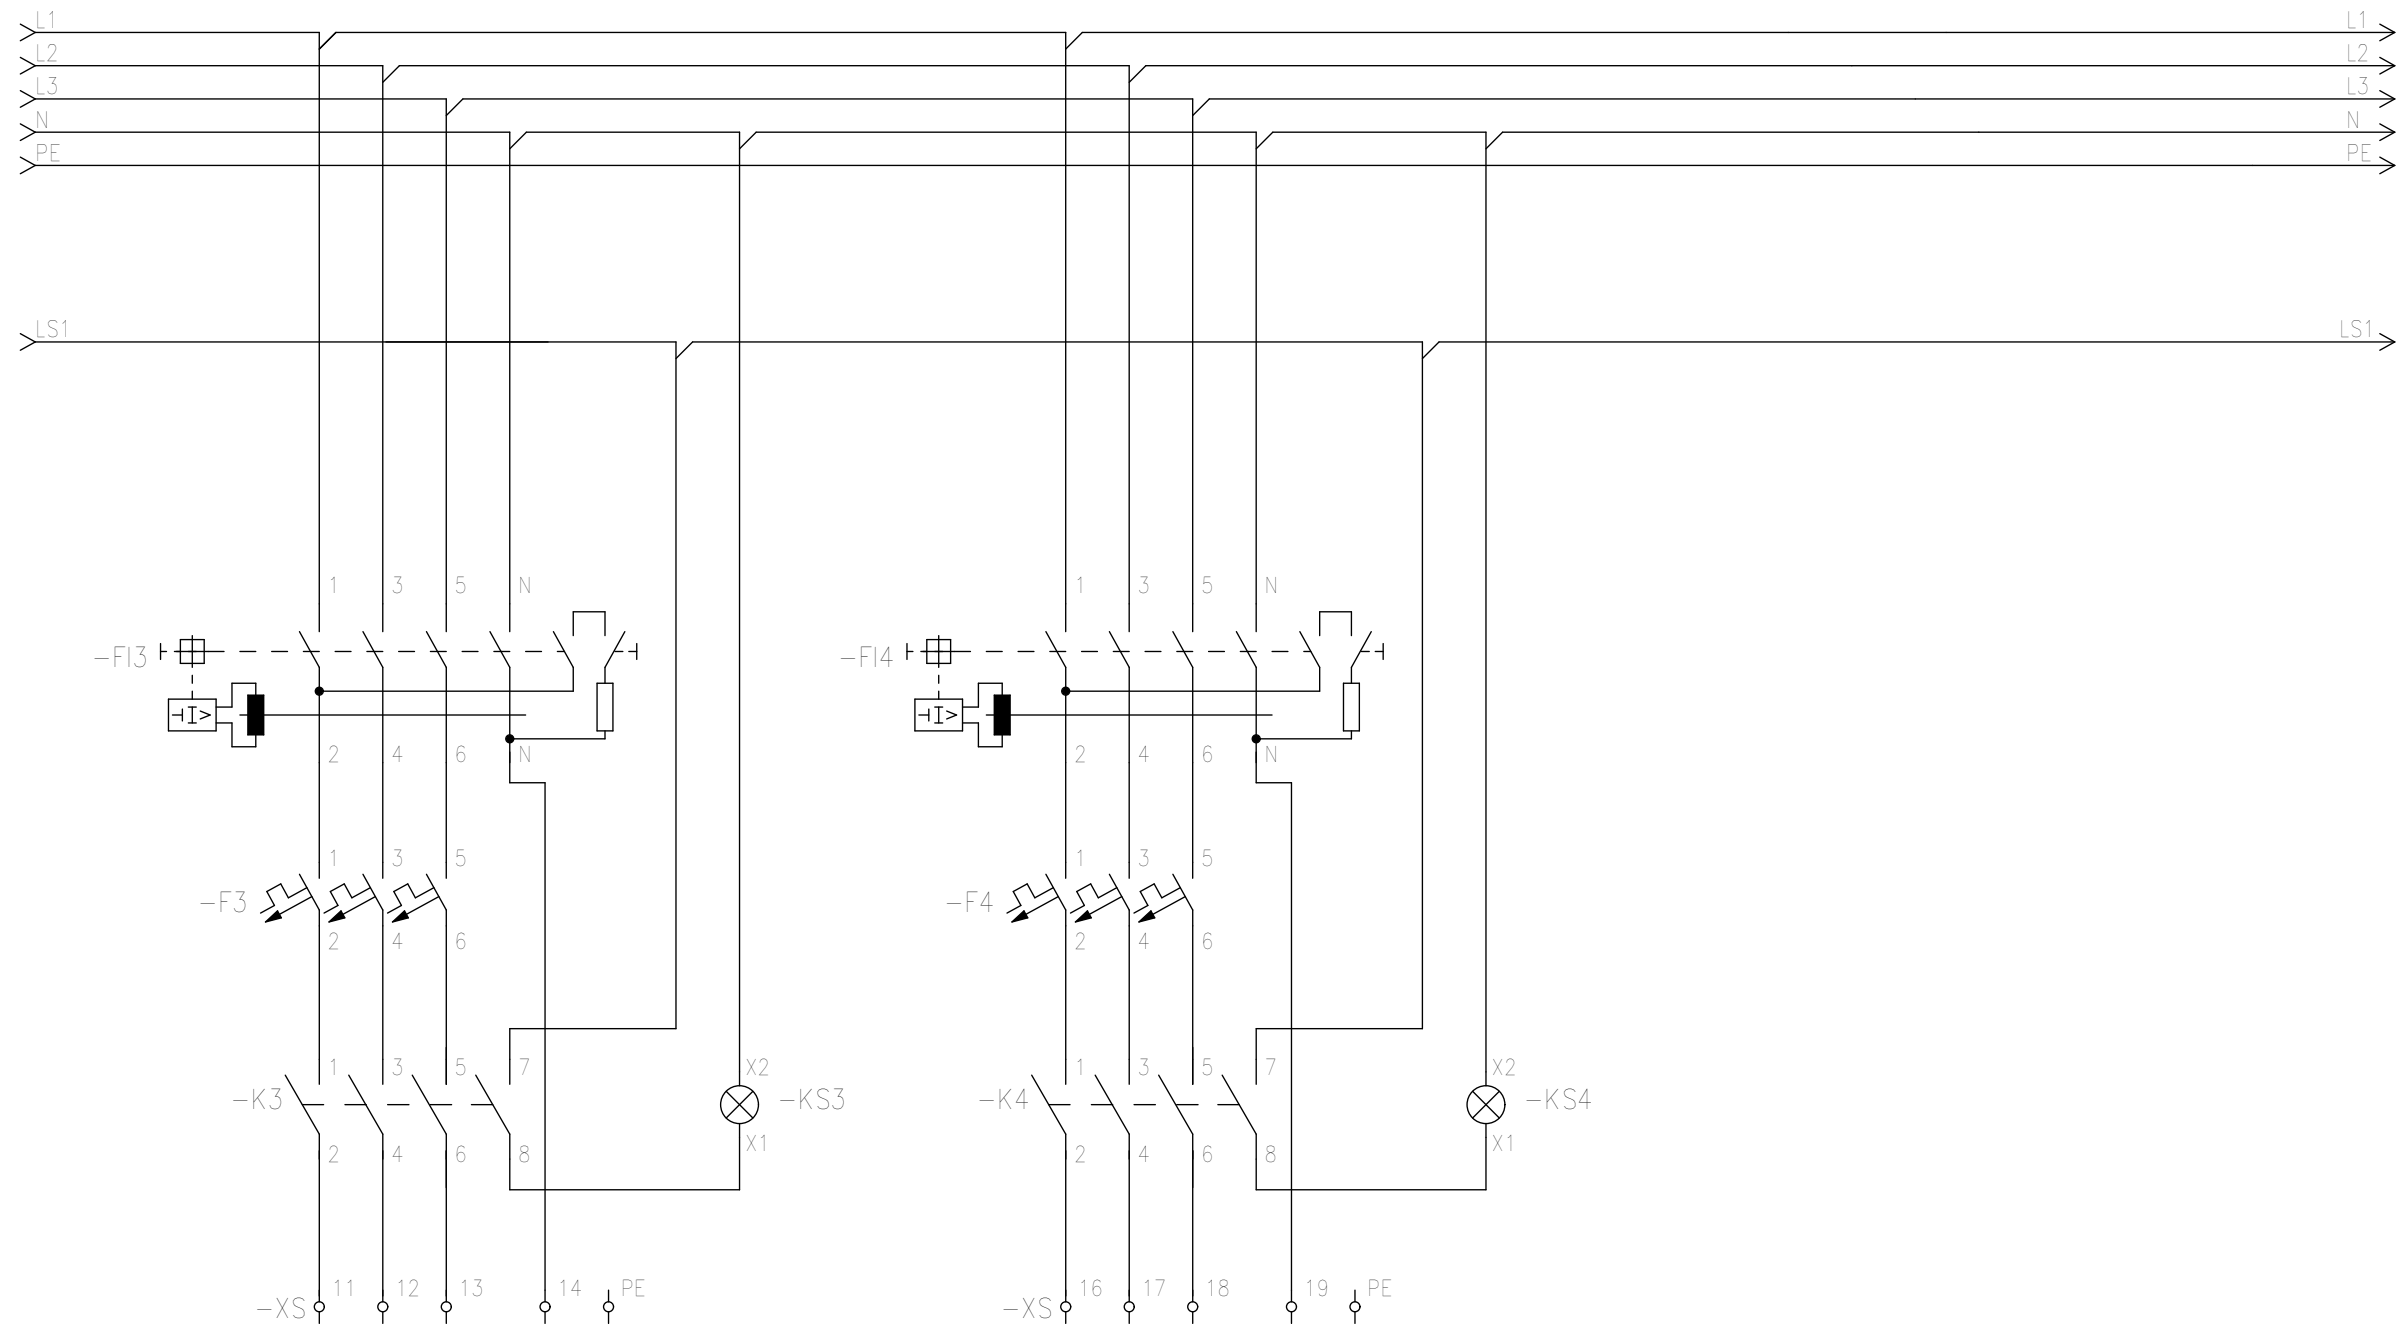 L1 L1
L2 L2
L3 L3
N N
PE PE
LS1 LS1
1 3 5 N 1 3 5 N
-FI3 -FI4
I > I >
2 4 6 N 2 4 6 N
1 3 5 1 3 5
-F3 -F4
2 4 6 2 4 6
1 3 5 7 X2 1 3 5 7 X2
-K3 -KS3 -K4 -KS4
2 4 6 8 X1 2 4 6 8 X1
11 12 13 14 PE 16 17 18 19 PE
-XS -XS